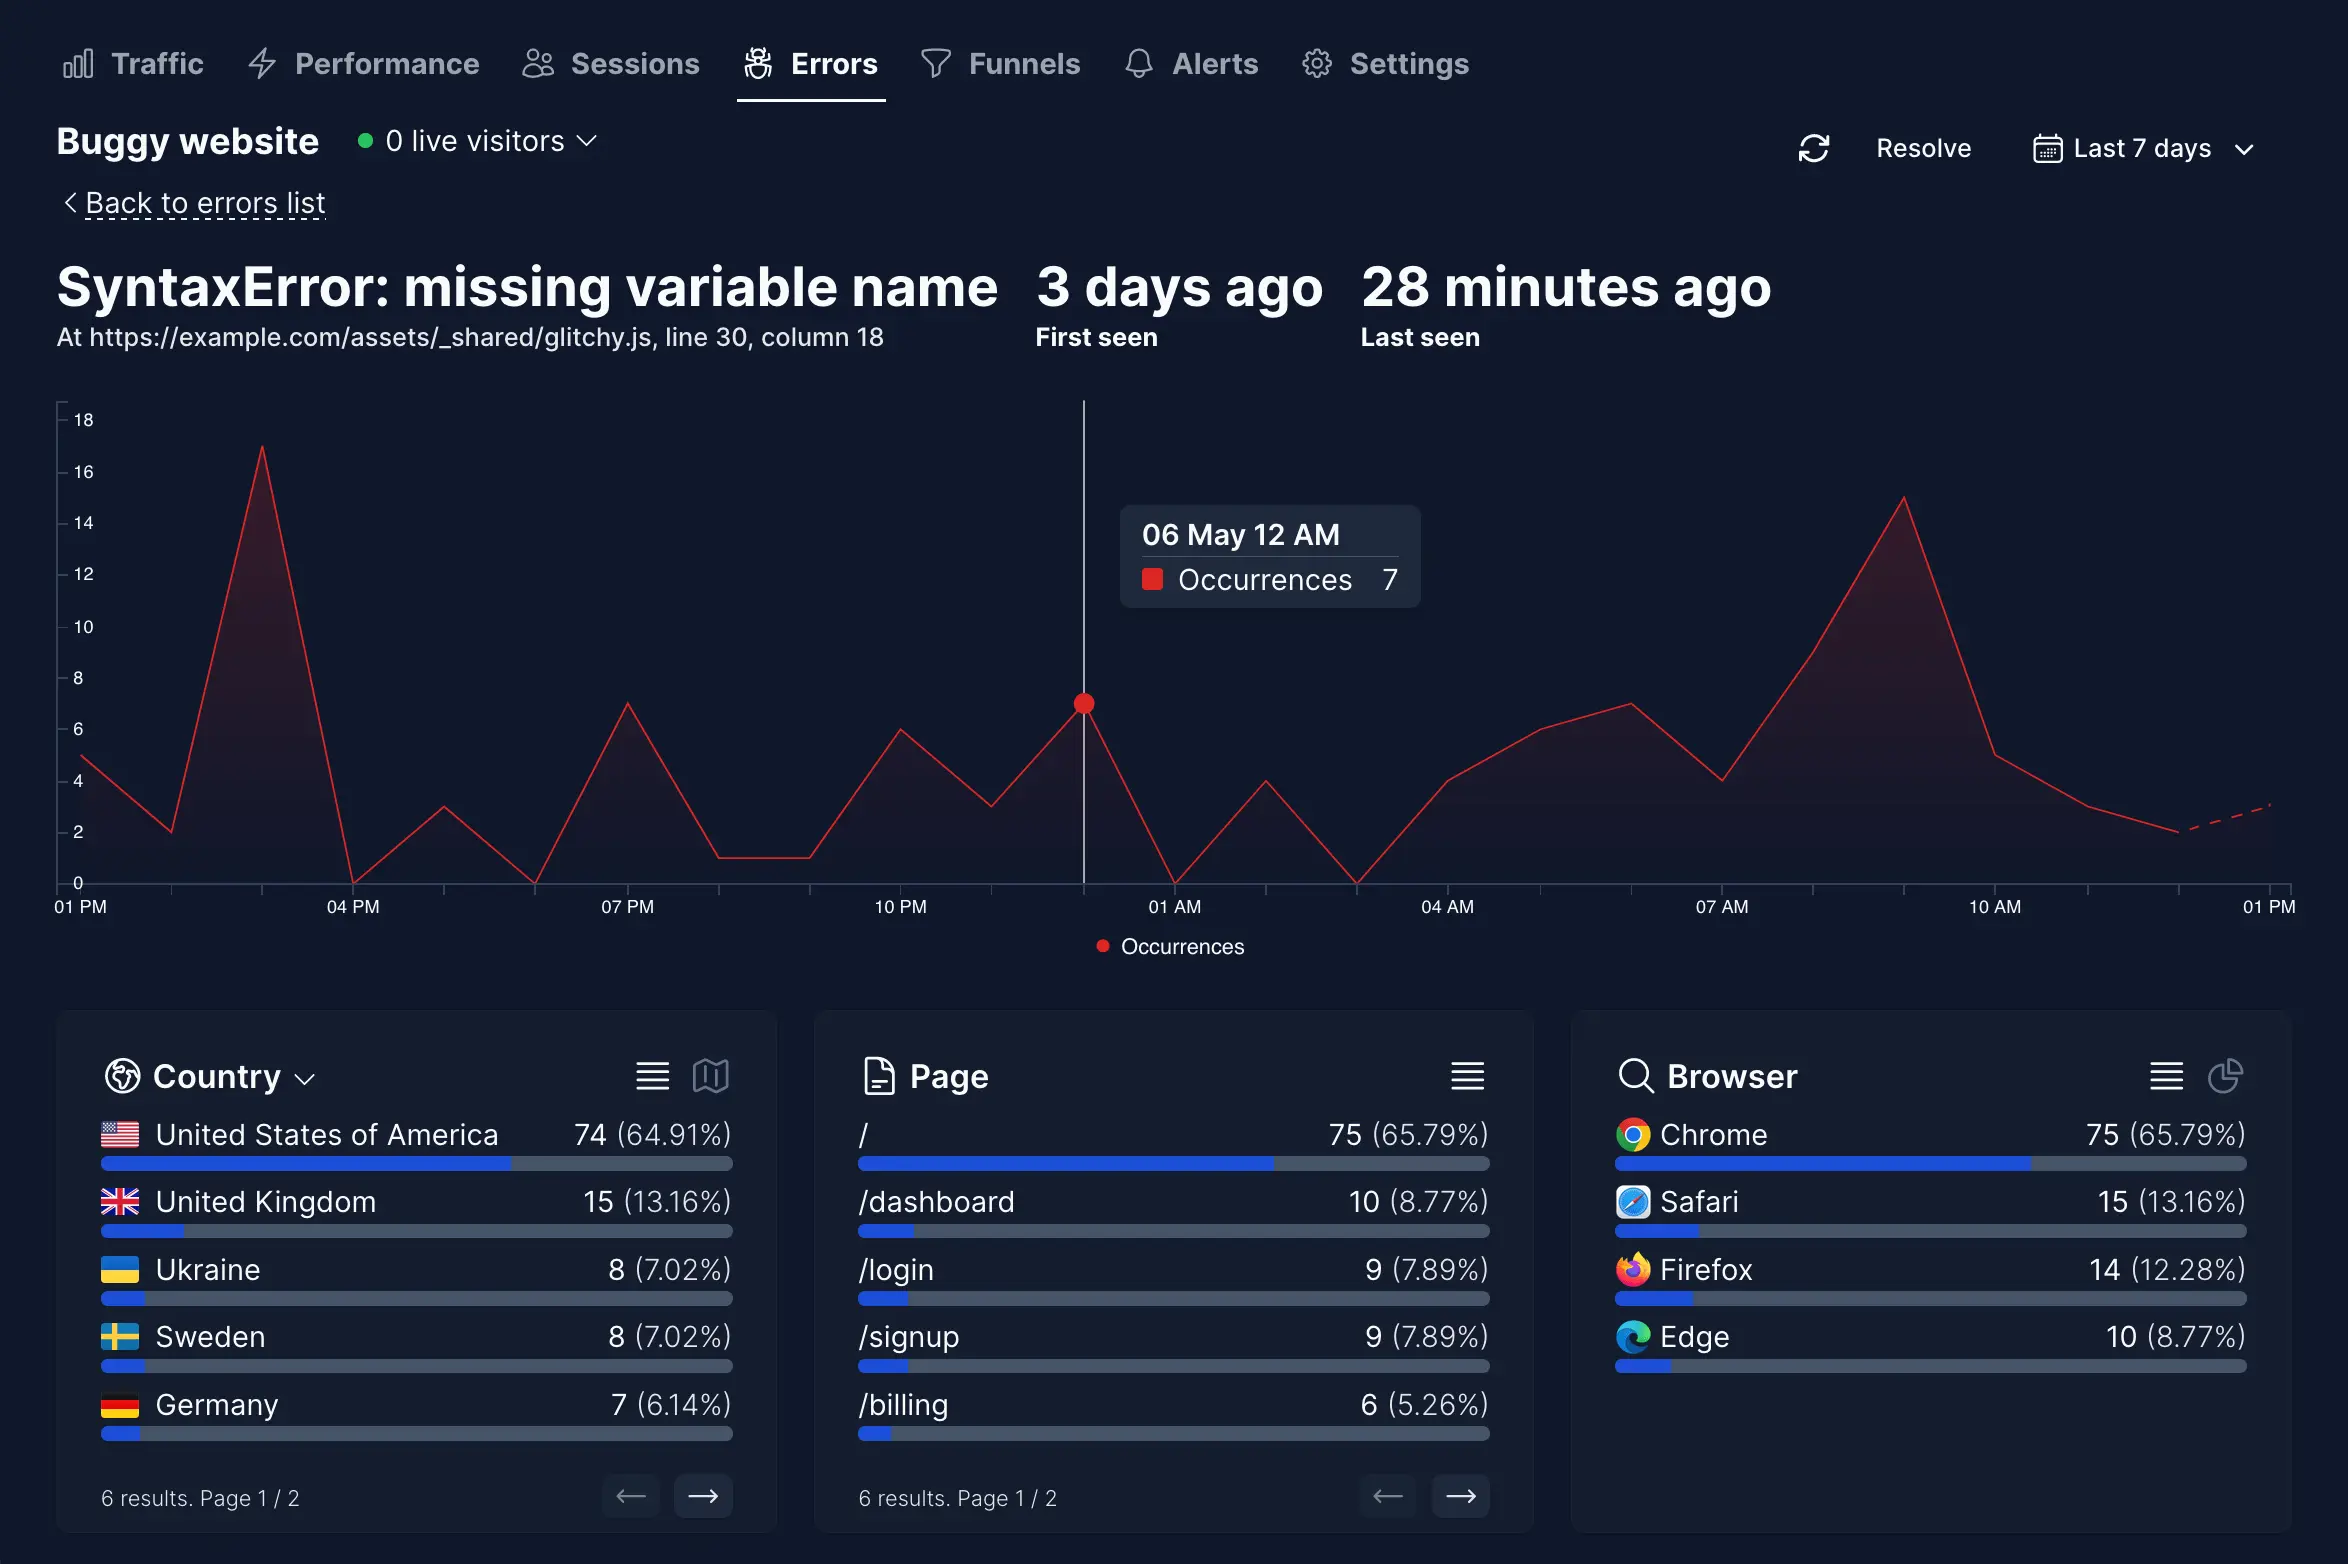 Traffic Performance Sessions Errors Funnels Alerts Settings
Buggy website 0 live visitors
Resolve Last 7 days
Back to errors list
SyntaxError: missing variable name 3 days ago 28 minutes ago
At https://example.com/assets/_shared/glitchy.js, line 30, column 18 First seen Last seen
18
16
14
12
10
8
6
4
2
0
06 May 12 AM
Occurrences 7
01 PM 04 PM 07 PM 10 PM 01 AM 04 AM 07 AM 10 AM 01 PM
Occurrences
Country
United States of America 74 (64.91%)
United Kingdom 15 (13.16%)
Ukraine 8 (7.02%)
Sweden 8 (7.02%)
Germany 7 (6.14%)
6 results. Page 1 / 2
Page
/ 75 (65.79%)
/dashboard 10 (8.77%)
/login 9 (7.89%)
/signup 9 (7.89%)
/billing 6 (5.26%)
6 results. Page 1 / 2
Browser
Chrome 75 (65.79%)
Safari 15 (13.16%)
Firefox 14 (12.28%)
Edge 10 (8.77%)